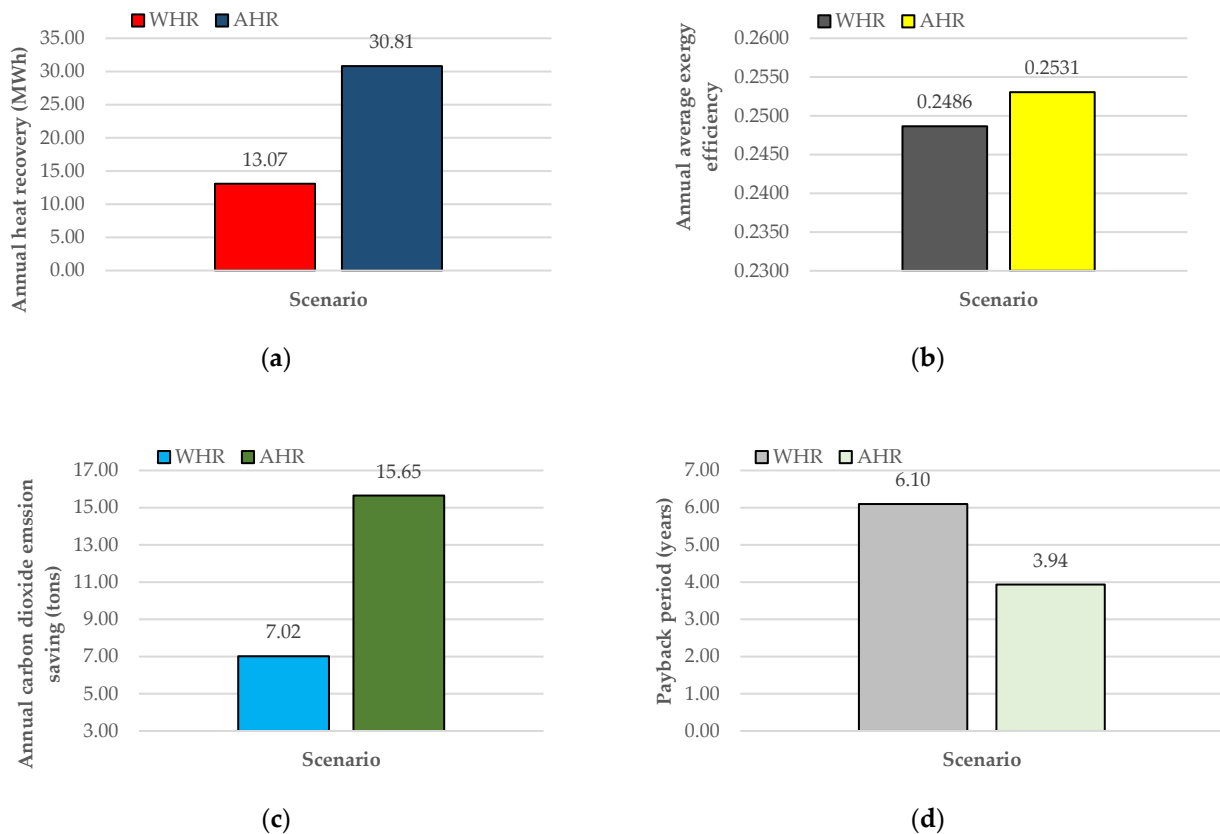 WHR AHR
35.00
30.00
25.00
20.00
15.00
10.00
5.00
0.00
Annual heat recovery (MWh)
13.07
30.81
Scenario
(a)
WHR AHR
0.2600
0.2550
0.2500
0.2450
0.2400
0.2350
0.2300
Annual average exergy
efficiency
0.2486
0.2531
Scenario
(b)
WHR AHR
17.00
15.00
13.00
11.00
9.00
7.00
5.00
3.00
Annual carbon dioxide emssion
saving (tons)
7.02
15.65
Scenario
(c)
WHR AHR
7.00
6.00
5.00
4.00
3.00
2.00
1.00
0.00
Payback period (years)
6.10
3.94
Scenario
(d)